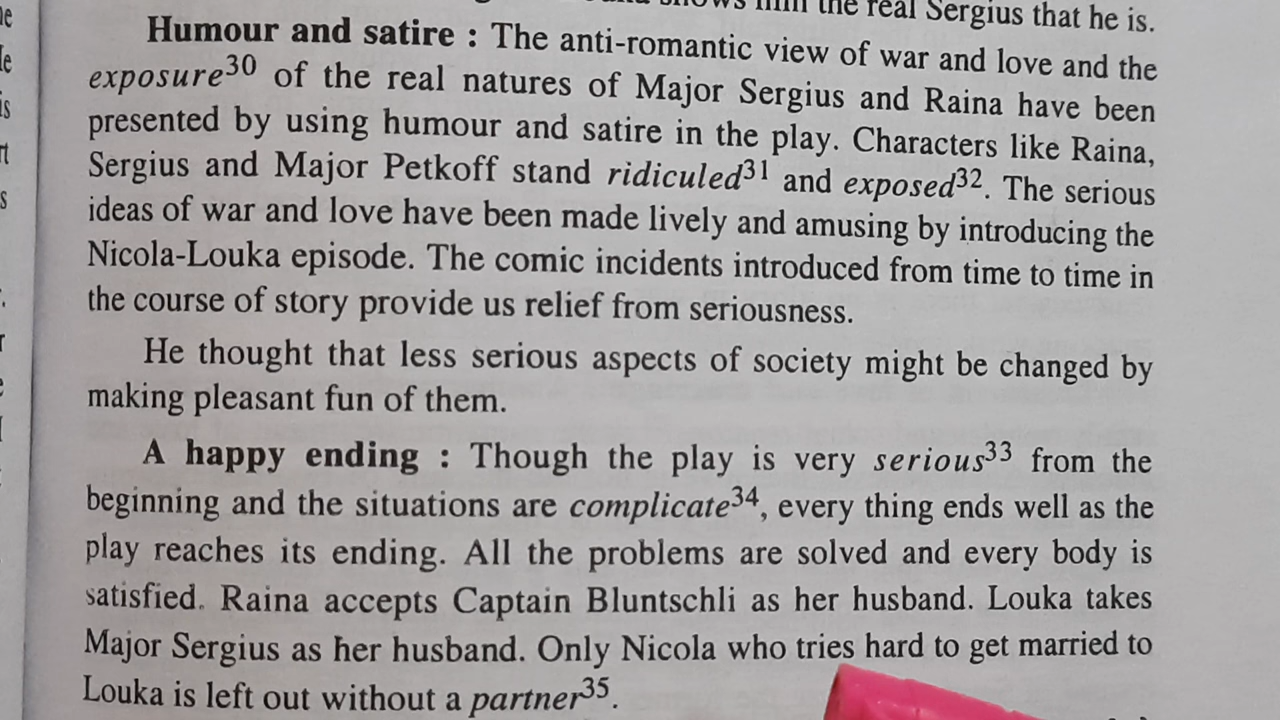 shows him the real Sergius that he is.
Humour and satire : The anti-romantic view of war and love and the
exposure30 of the real natures of Major Sergius and Raina have been
presented by using humour and satire in the play. Characters like Raina,
Sergius and Major Petkoff stand ridiculed31 and exposed32. The serious
ideas of war and love have been made lively and amusing by introducing the
Nicola-Louka episode. The comic incidents introduced from time to time in
the course of story provide us relief from seriousness.
He thought that less serious aspects of society might be changed by
making pleasant fun of them.
A happy ending : Though the play is very serious33 from the
beginning and the situations are complicate34, every thing ends well as the
play reaches its ending. All the problems are solved and every body is
satisfied. Raina accepts Captain Bluntschli as her husband. Louka takes
Major Sergius as her husband. Only Nicola who tries hard to get married to
Louka is left out without a partner35.